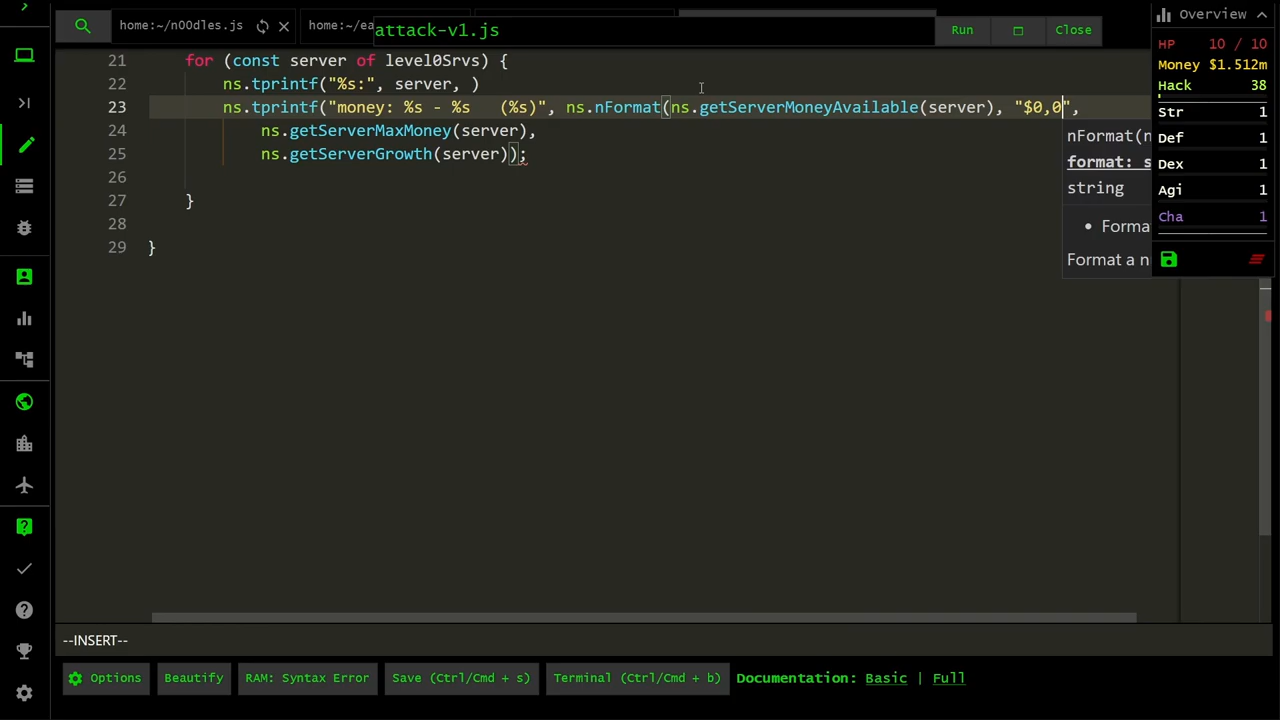 home:~/n00dles.js
home:~/ea
attack-v1.js
Run
Close
Overview
HP 10 / 10
Money $1.512m
Hack 38
Str 1
Def 1
Dex 1
Agi 1
Cha 1
21 for (const server of level0Srvs) {
22 ns.tprintf("%s:", server, )
23 ns.tprintf("money: %s - %s   (%s)", ns.nFormat(ns.getServerMoneyAvailable(server), "$0,0",
24 ns.getServerMaxMoney(server),
25 ns.getServerGrowth(server));
26
27 }
28
29 }
nFormat(n
format: s
string
• Forma
Format a n
--INSERT--
Options
Beautify
RAM: Syntax Error
Save (Ctrl/Cmd + s)
Terminal (Ctrl/Cmd + b)
Documentation: Basic | Full